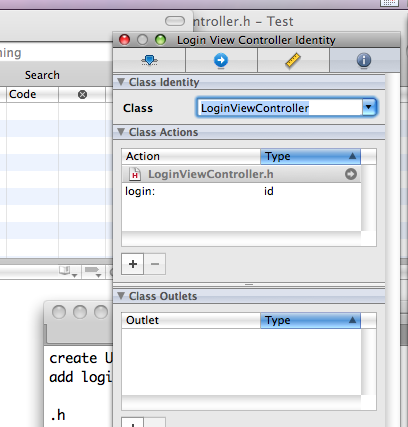 ntroller.h – Test
Login View Controller Identity
ning
Search
Code
Class Identity
Class
LoginViewController
Class Actions
Action Type
LoginViewController.h
login: id
Class Outlets
Outlet Type
create U
add logi
.h